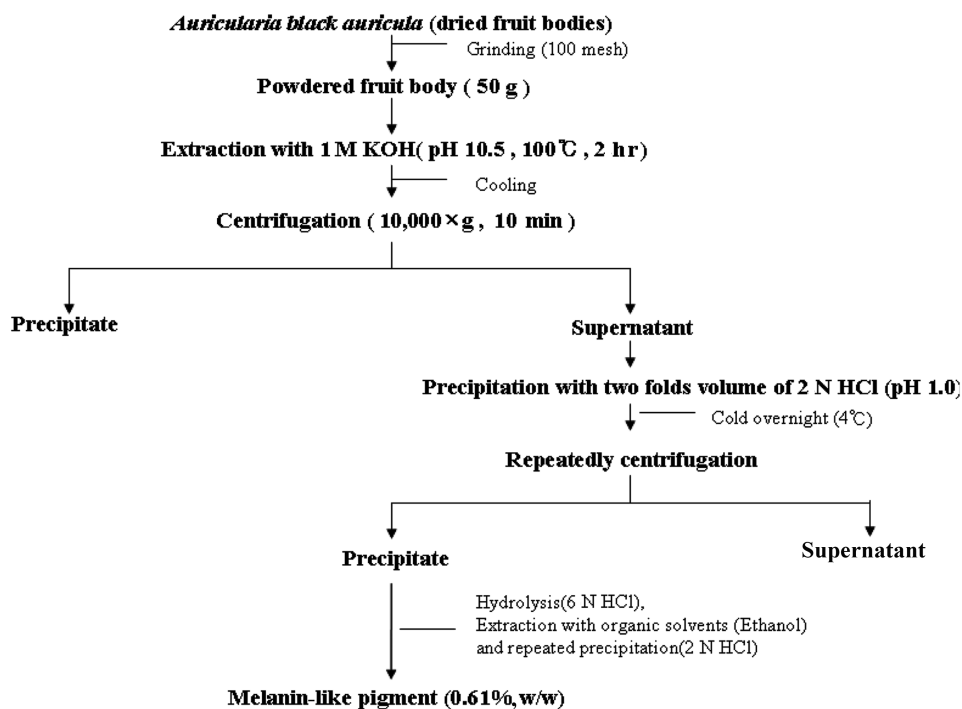 Auricularia black auricula (dried fruit bodies)
Grinding (100 mesh)
Powdered fruit body ( 50 g )
Extraction with 1 M KOH( pH 10.5 , 100℃ , 2 hr)
Cooling
Centrifugation ( 10,000×g , 10 min )
Precipitate
Supernatant
Precipitation with two folds volume of 2 N HCl (pH 1.0)
Cold overnight (4℃)
Repeatedly centrifugation
Precipitate
Supernatant
Hydrolysis(6 N HCl),
Extraction with organic solvents (Ethanol)
and repeated precipitation(2 N HCl)
Melanin-like pigment (0.61%, w/w)